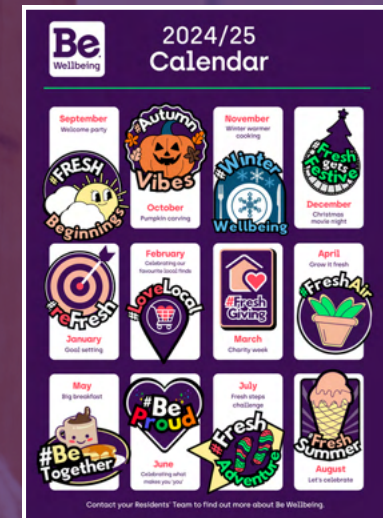 Be
Wellbeing
2024/25
Calendar
September
Welcome party
#FRESH
Beginnings
#Autumn
Vibes
October
Pumpkin carving
November
Winter warmer
cooking
#Winter
Wellbeing
#Fresh
gets
Festive
December
Christmas
movie night
#reFresh
January
Goal setting
February
Celebrating our
favourite local finds
#LoveLocal
#Fresh
Giving
March
Charity week
April
Grow it fresh
#FreshAir
May
Big breakfast
#Be
Together
#Be
Proud
June
Celebrating what
makes you 'you'
July
Fresh steps
challenge
#Fresh
Adventure
#Fresh
Summer
August
Let's celebrate
Contact your Residents' Team to find out more about Be Wellbeing.